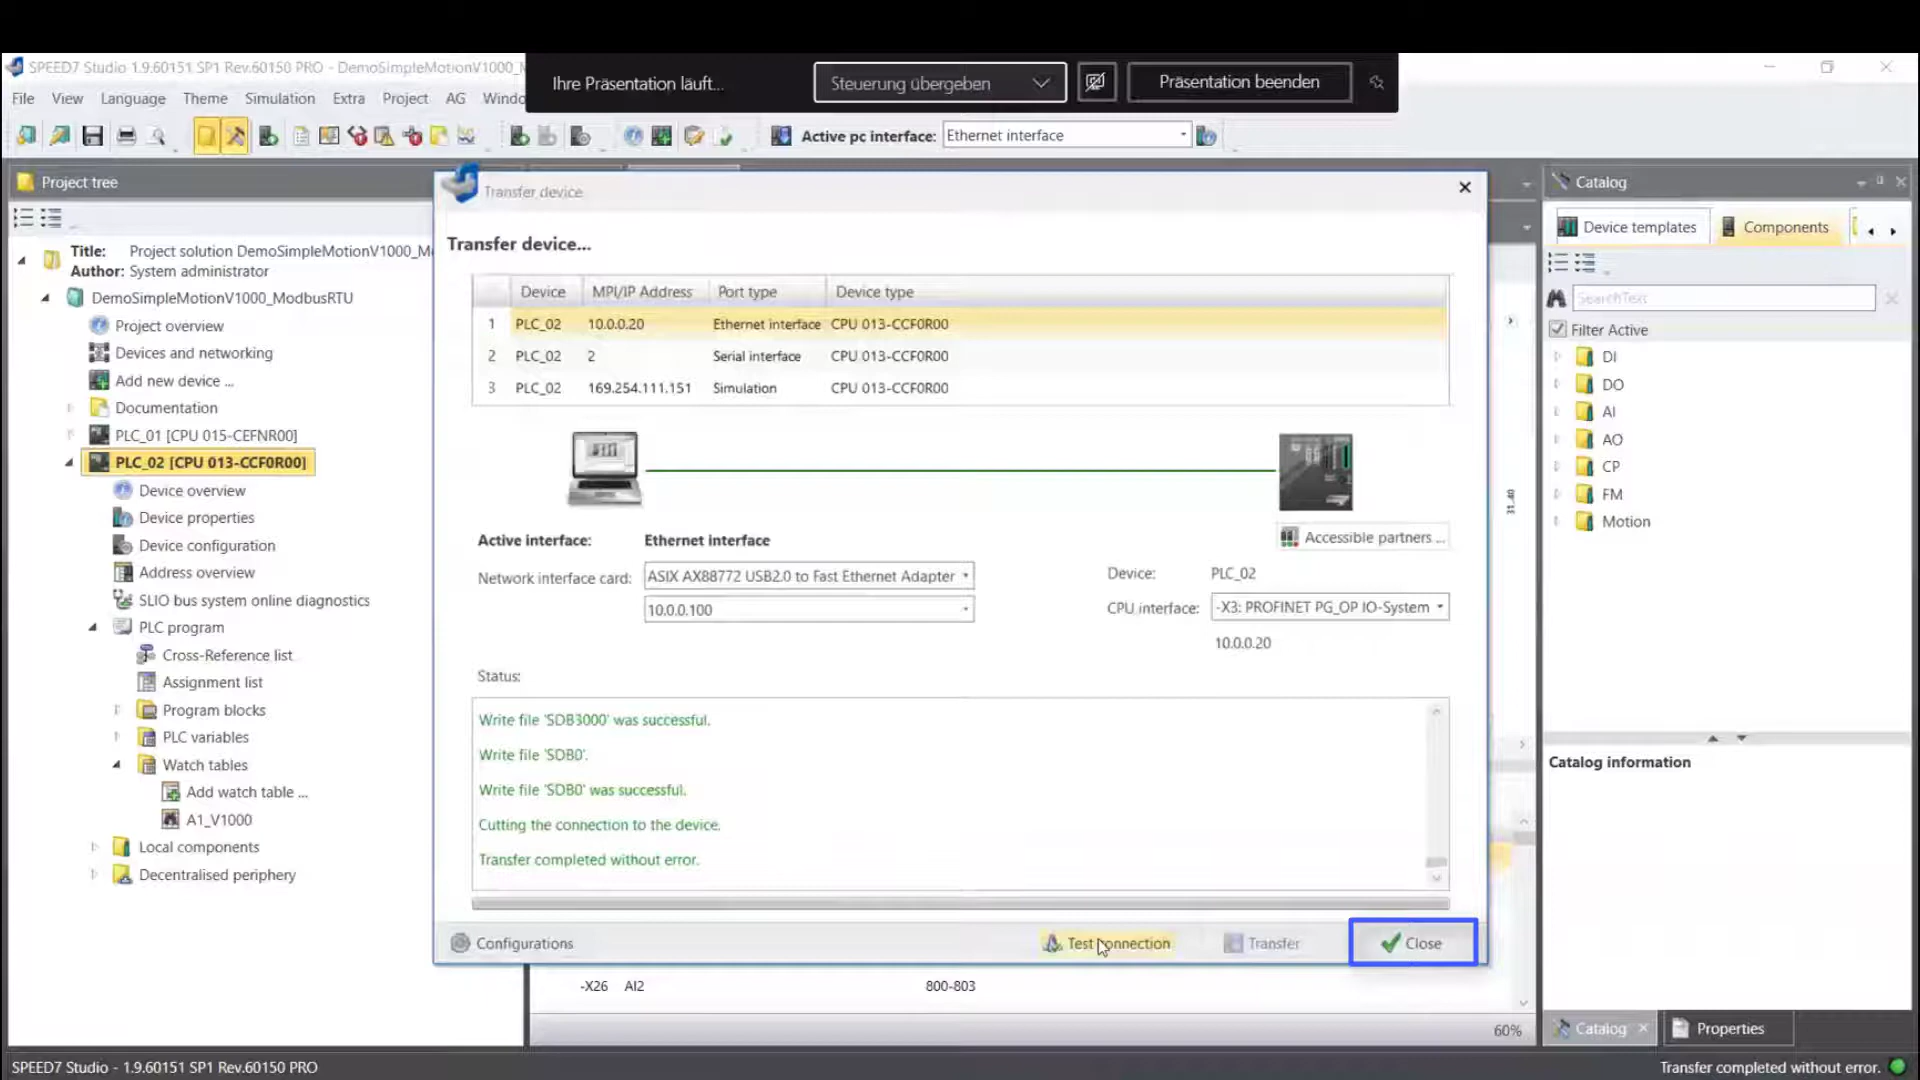 SPEED7 Studio 1.9.60151 SP1 Rev.60150 PRO - DemoSimpleMotionV1000_N
Ihre Präsentation läuft...
Steuerung übergeben
Präsentation beenden
File View Language Theme Simulation Extra Project AG Windo
Active pc interface: Ethernet interface
Project tree
Title: Project solution DemoSimpleMotionV1000_M
Author: System administrator
DemoSimpleMotionV1000_ModbusRTU
Project overview
Devices and networking
Add new device ...
Documentation
PLC_01 [CPU 015-CEFNR00]
PLC_02 [CPU 013-CCF0R00]
Device overview
Device properties
Device configuration
Address overview
SLIO bus system online diagnostics
PLC program
Cross-Reference list
Assignment list
Program blocks
PLC variables
Watch tables
Add watch table ...
A1_V1000
Local components
Decentralised periphery
Transfer device
Transfer device...
Device MPI/IP Address Port type Device type
1 PLC_02 10.0.0.20 Ethernet interface CPU 013-CCF0R00
2 PLC_02 2 Serial interface CPU 013-CCF0R00
3 PLC_02 169.254.111.151 Simulation CPU 013-CCF0R00
Accessible partners ...
Active interface: Ethernet interface
Network interface card: ASIX AX88772 USB2.0 to Fast Ethernet Adapter
10.0.0.100
Device: PLC_02
CPU interface: -X3: PROFINET PG_OP IO-System
10.0.0.20
Status:
Write file 'SDB3000' was successful.
Write file 'SDB0'.
Write file 'SDB0' was successful.
Cutting the connection to the device.
Transfer completed without error.
Configurations
Test connection
Transfer
Close
-X26 AI2 800-803
31.40
60%
Catalog
Device templates
Components
SearchText
Filter Active
DI
DO
AI
AO
CP
FM
Motion
Catalog information
Catalog
Properties
SPEED7 Studio - 1.9.60151 SP1 Rev.60150 PRO
Transfer completed without error.